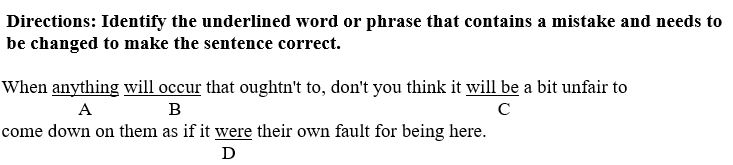 Directions: Identify the underlined word or phrase that contains a mistake and needs to
be changed to make the sentence correct.
When anything will occur that oughtn't to, don't you think it will be a bit unfair to
A B C
come down on them as if it were their own fault for being here.
D